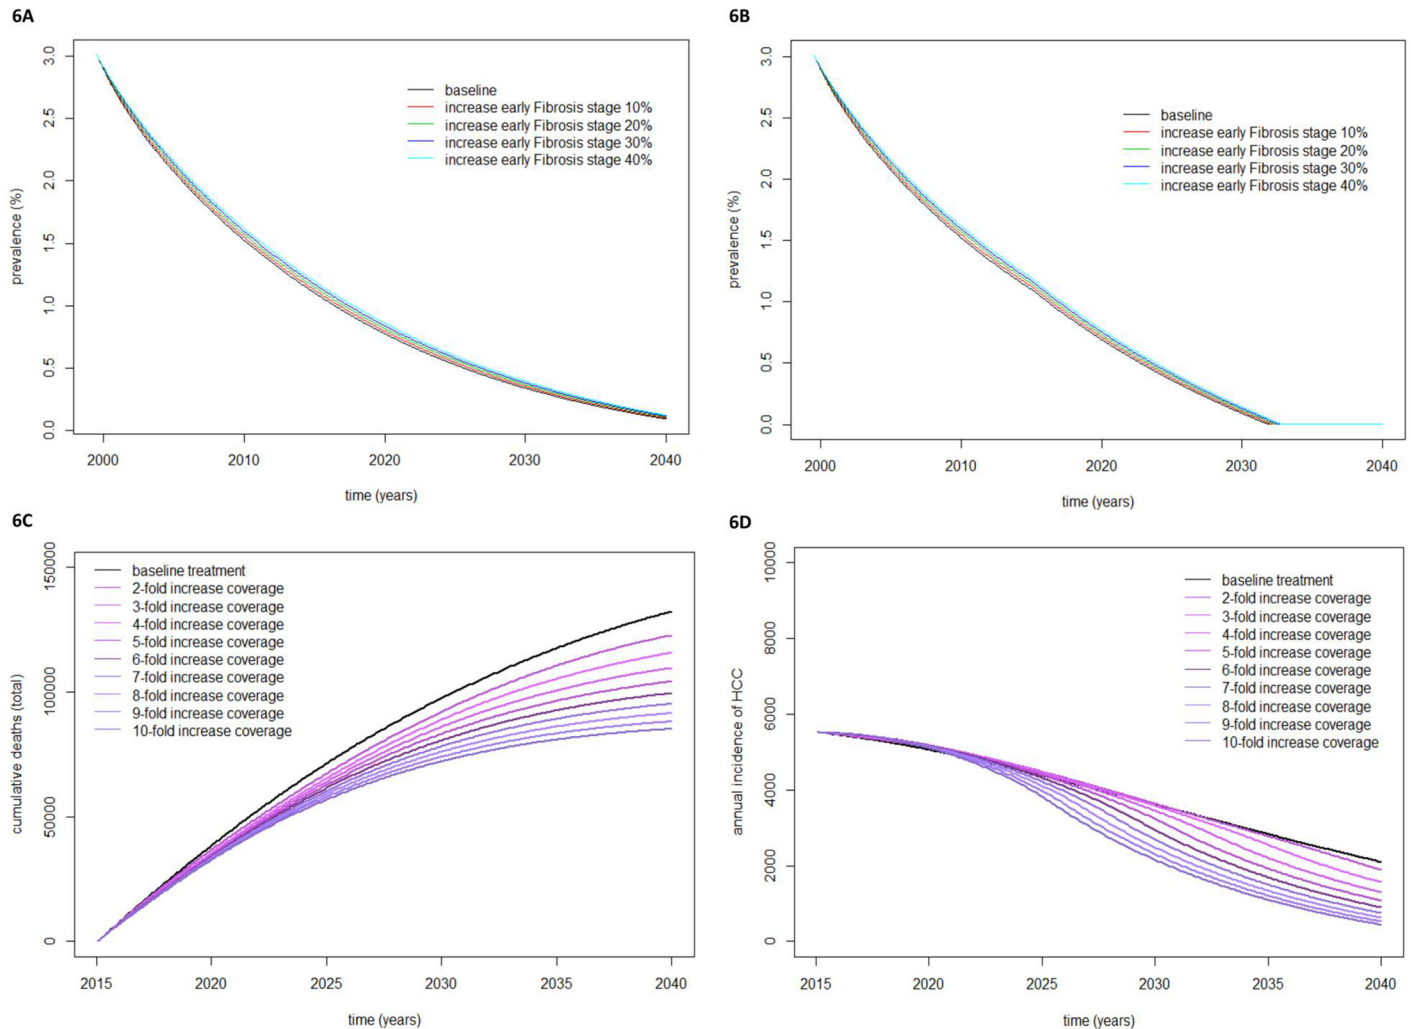 6A
3.0
2.5
2.0
1.5
1.0
0.5
0.0
prevalence (%)
baseline
increase early Fibrosis stage 10%
increase early Fibrosis stage 20%
increase early Fibrosis stage 30%
increase early Fibrosis stage 40%
2000
2010
2020
2030
2040
time (years)
6B
3.0
2.5
2.0
1.5
1.0
0.5
0.0
prevalence (%)
baseline
increase early Fibrosis stage 10%
increase early Fibrosis stage 20%
increase early Fibrosis stage 30%
increase early Fibrosis stage 40%
2000
2010
2020
2030
2040
time (years)
6C
150000
100000
50000
0
cumulative deaths (total)
baseline treatment
2-fold increase coverage
3-fold increase coverage
4-fold increase coverage
5-fold increase coverage
6-fold increase coverage
7-fold increase coverage
8-fold increase coverage
9-fold increase coverage
10-fold increase coverage
2015
2020
2025
2030
2035
2040
time (years)
6D
10000
8000
6000
4000
2000
0
annual incidence of HCC
baseline treatment
2-fold increase coverage
3-fold increase coverage
4-fold increase coverage
5-fold increase coverage
6-fold increase coverage
7-fold increase coverage
8-fold increase coverage
9-fold increase coverage
10-fold increase coverage
2015
2020
2025
2030
2035
2040
time (years)